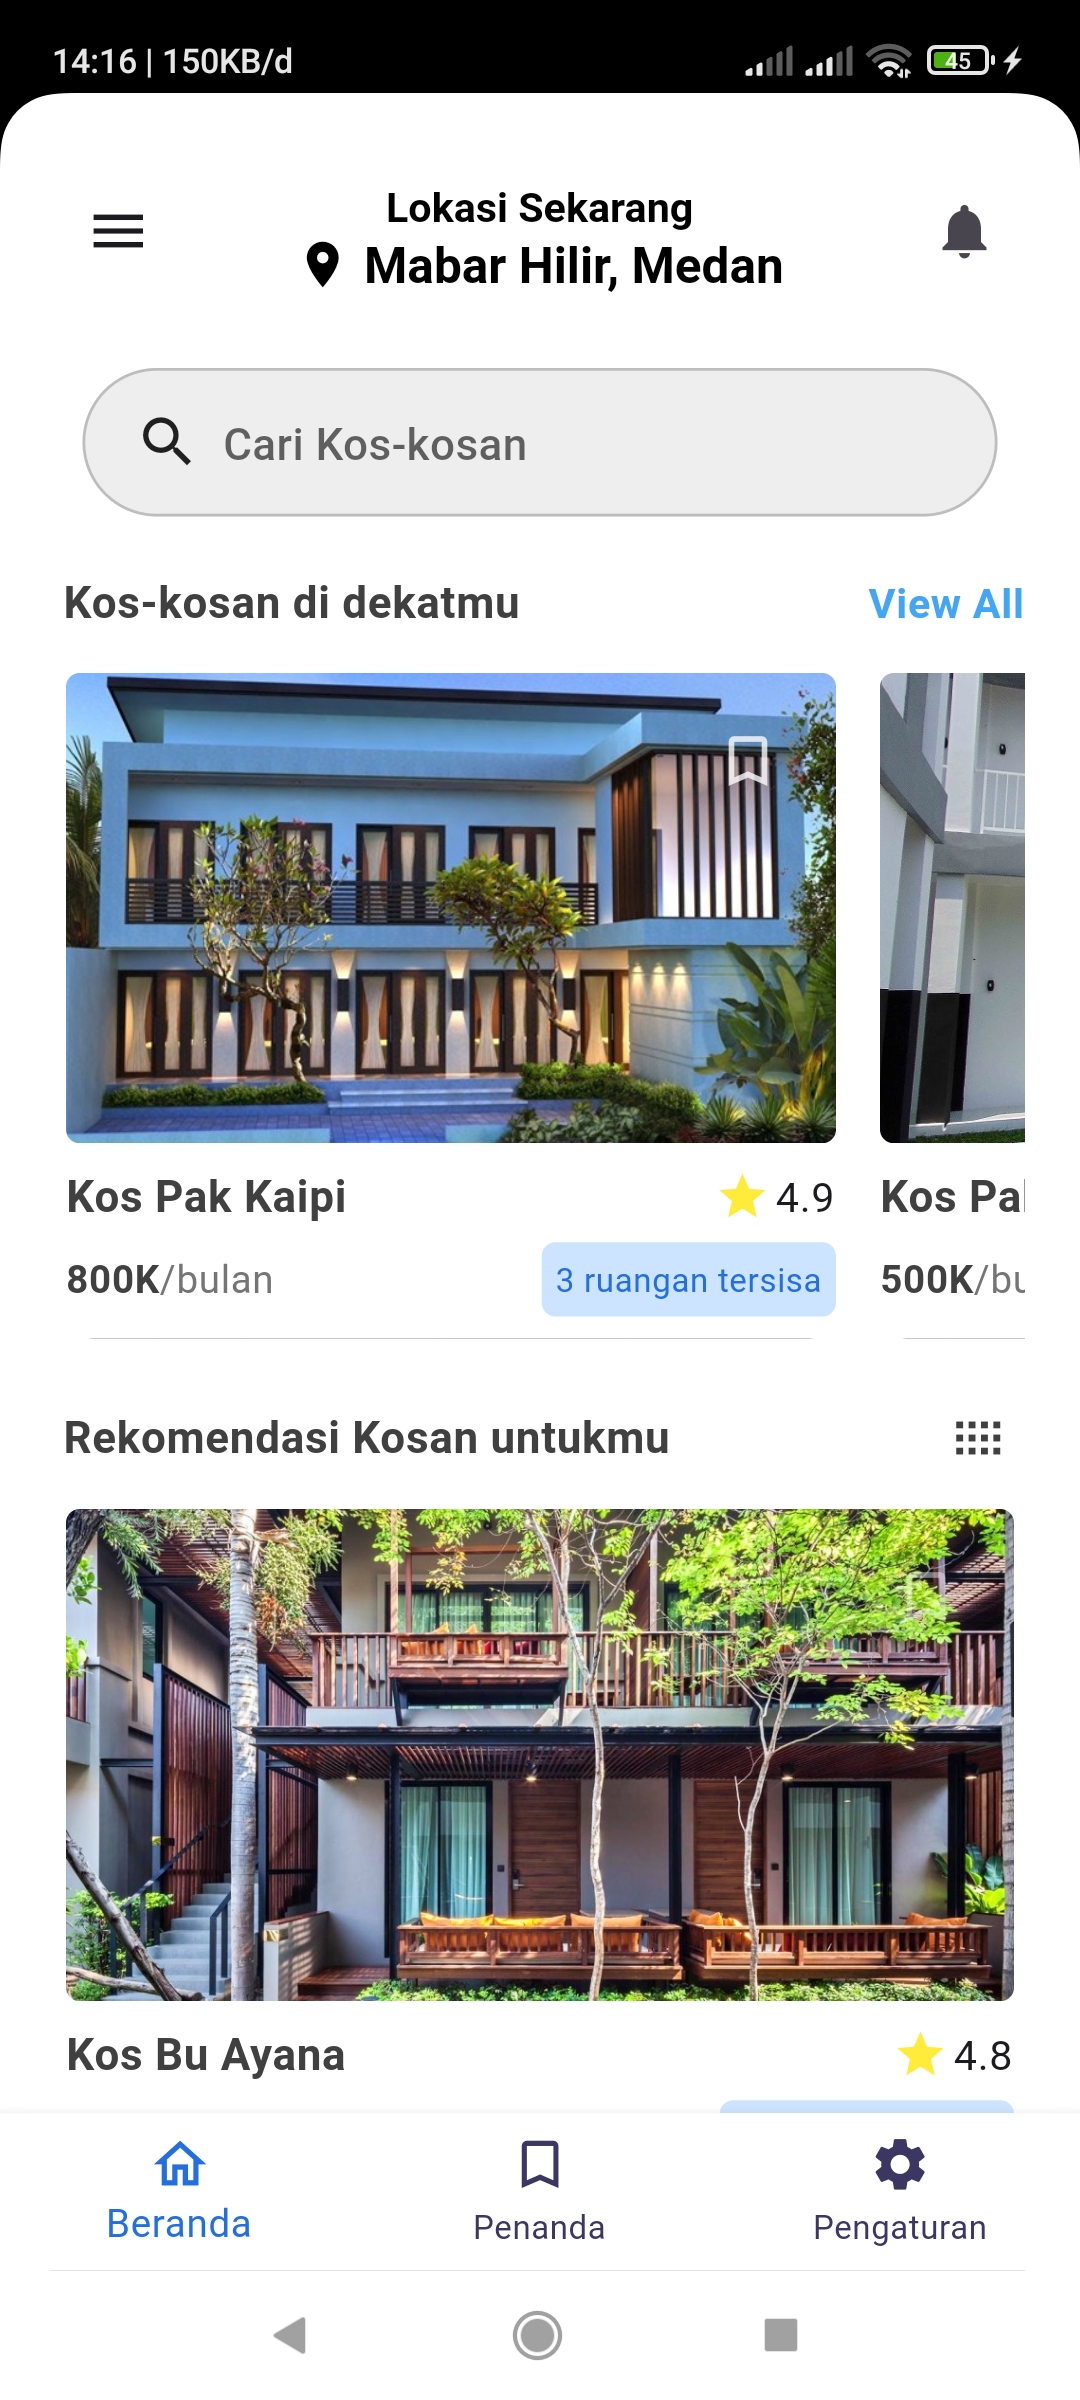 14:16 | 150KB/d
45
Lokasi Sekarang
Mabar Hilir, Medan
Cari Kos-kosan
Kos-kosan di dekatmu
View All
Kos Pak Kaipi
4.9
800K/bulan
3 ruangan tersisa
Kos Pa
500K/bu
Rekomendasi Kosan untukmu
Kos Bu Ayana
4.8
Beranda
Penanda
Pengaturan